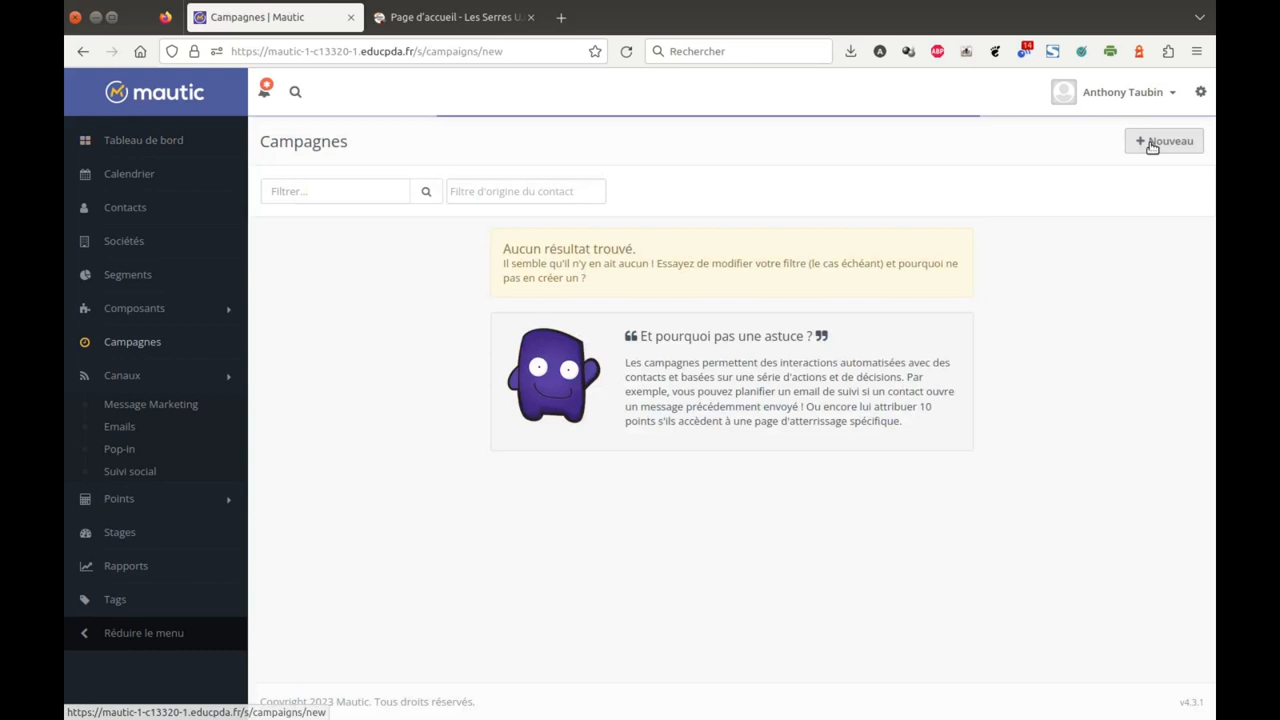 Campagnes | Mautic
Page d'accueil - Les Serres U
https://mautic-1-c13320-1.educpda.fr/s/campaigns/new
Rechercher
14
ABP
mautic
Anthony Taubin
Tableau de bord
Calendrier
Contacts
Sociétés
Segments
Composants
Campagnes
Canaux
Message Marketing
Emails
Pop-in
Suivi social
Points
Stages
Rapports
Tags
Réduire le menu
Campagnes
+ Nouveau
Filtrer...
Filtre d'origine du contact
Aucun résultat trouvé.
Il semble qu'il n'y en ait aucun ! Essayez de modifier votre filtre (le cas échéant) et pourquoi ne
pas en créer un ?
❝ Et pourquoi pas une astuce ? ❞
Les campagnes permettent des interactions automatisées avec des
contacts et basées sur une série d'actions et de décisions. Par
exemple, vous pouvez planifier un email de suivi si un contact ouvre
un message précédemment envoyé ! Ou encore lui attribuer 10
points s'ils accèdent à une page d'atterrissage spécifique.
Copyright 2023 Mautic. Tous droits réservés.
v4.3.1
https://mautic-1-c13320-1.educpda.fr/s/campaigns/new